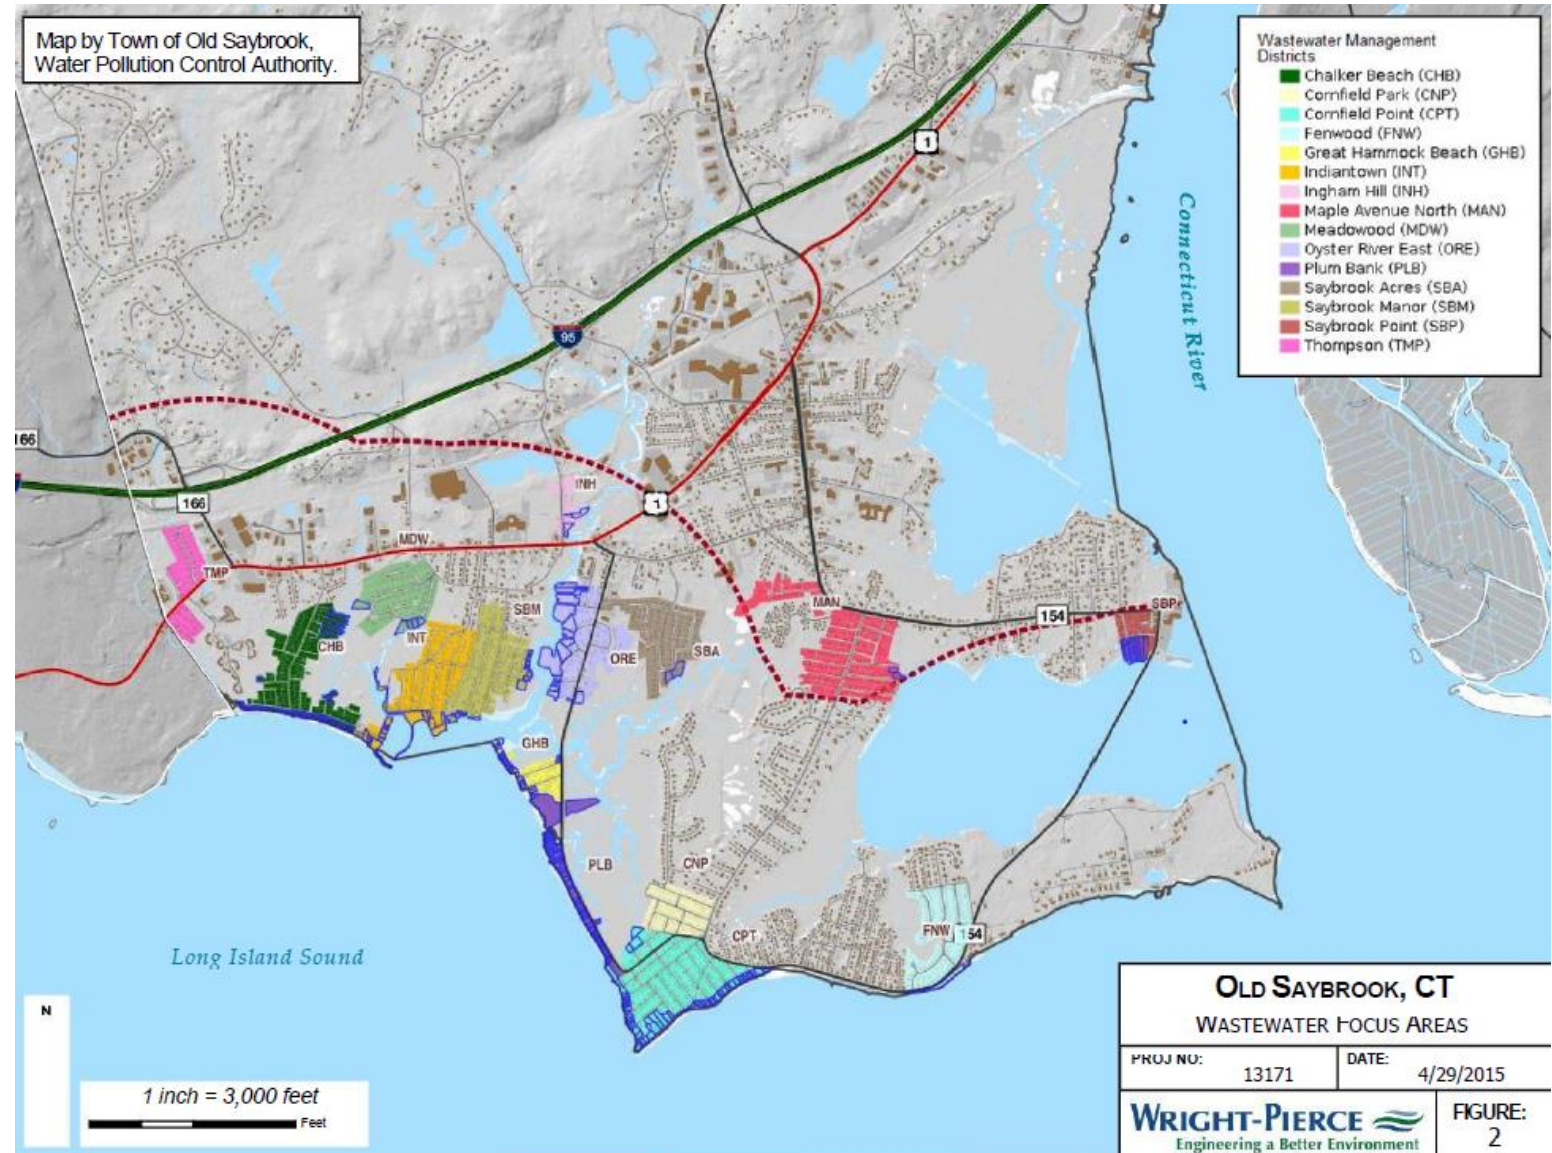 Map by Town of Old Saybrook,
Water Pollution Control Authority.
Wastewater Management
Districts
Chalker Beach (CHB)
Cornfield Park (CNP)
Cornfield Point (CPT)
Fenwood (FNW)
Great Hammock Beach (GHB)
Indiantown (INT)
Ingham Hill (INH)
Maple Avenue North (MAN)
Meadowood (MDW)
Oyster River East (ORE)
Plum Bank (PLB)
Saybrook Acres (SBA)
Saybrook Manor (SBM)
Saybrook Point (SBP)
Thompson (TMP)
1
Connecticut River
95
166
166
INH
1
MDW
TMP
SBM
MAN
154
SBP
INT
CHB
ORE
SBA
GHB
PLB
CNP
CPT
FNW
154
Long Island Sound
N
1 inch = 3,000 feet
Feet
OLD SAYBROOK, CT
WASTEWATER FOCUS AREAS
PROJ NO:
13171
DATE:
4/29/2015
WRIGHT-PIERCE
Engineering a Better Environment
FIGURE:
2